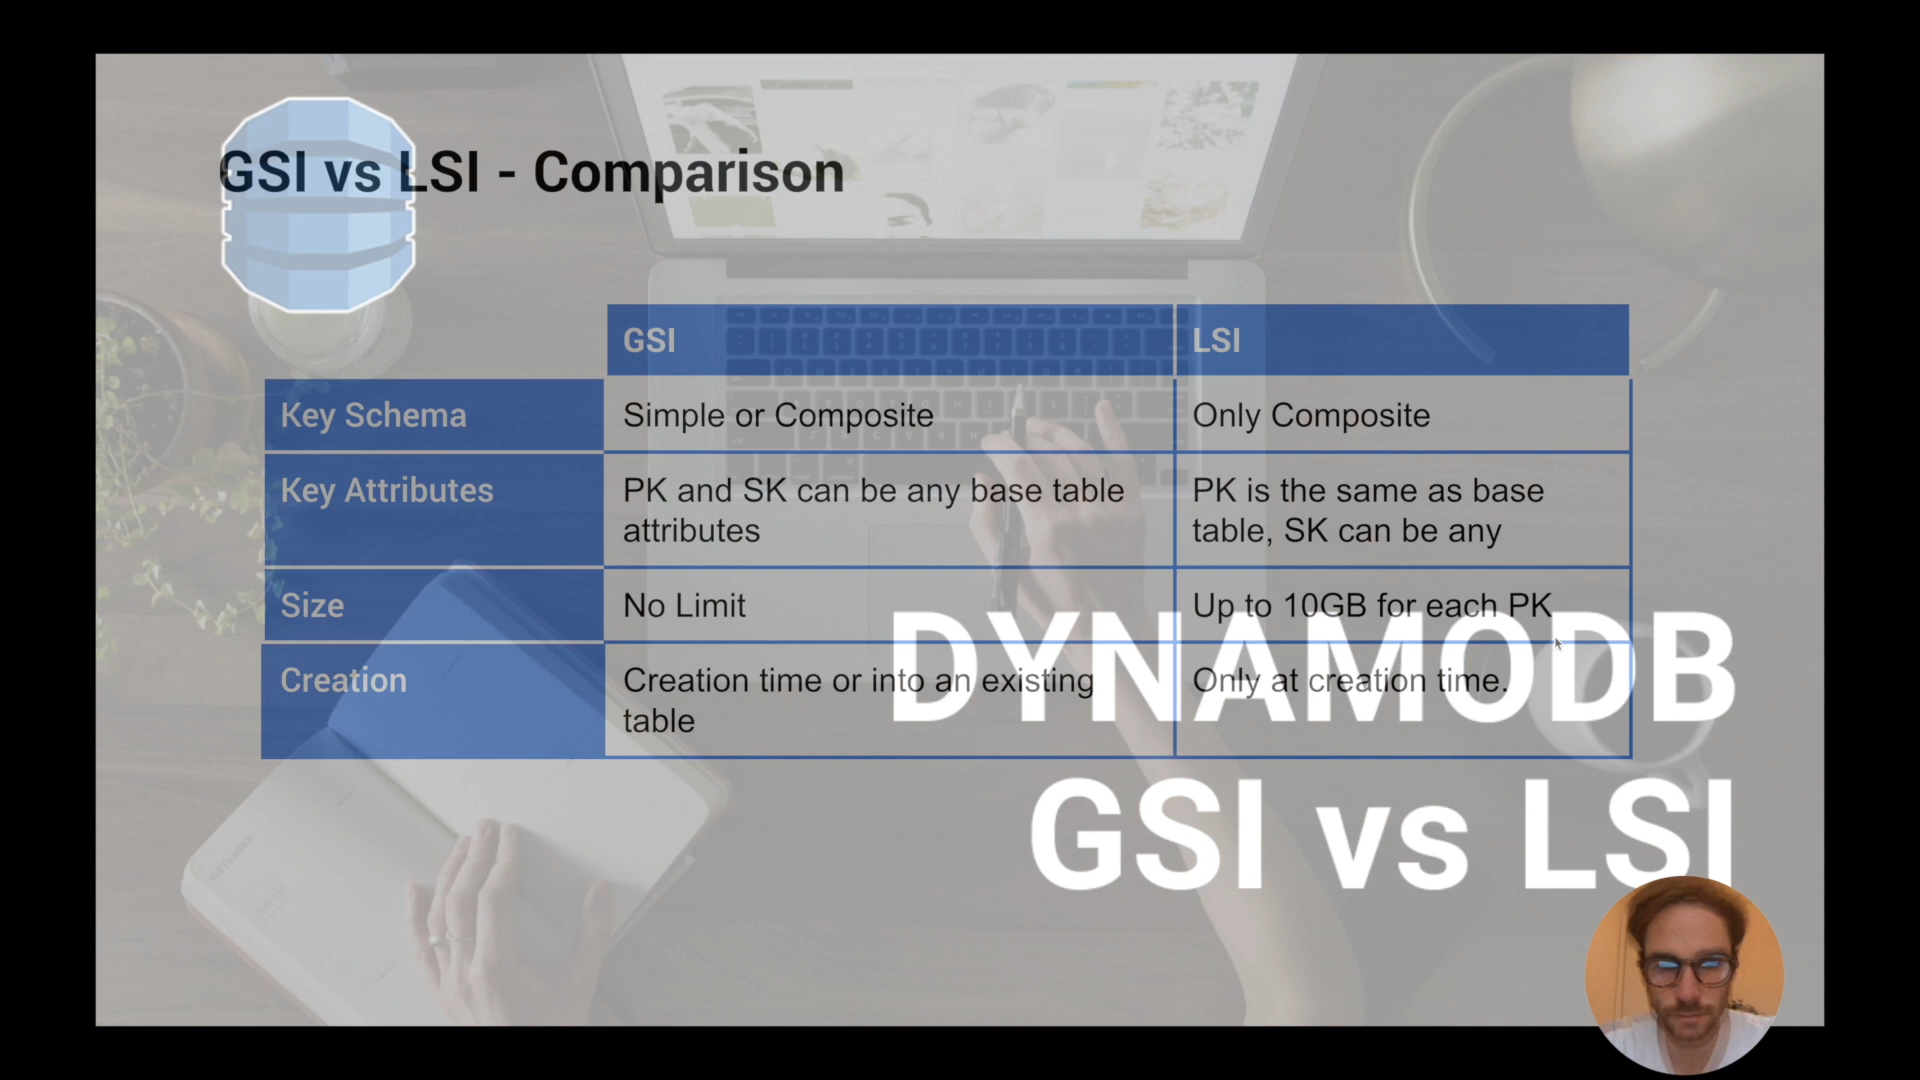 GSI vs LSI - Comparison
GSI
LSI
Key Schema
Simple or Composite
Only Composite
Key Attributes
PK and SK can be any base table
attributes
PK is the same as base
table, SK can be any
Size
No Limit
Up to 10GB for each PK
Creation
Creation time or into an existing
table
Only at creation time.
DYNAMODB
GSI vs LSI